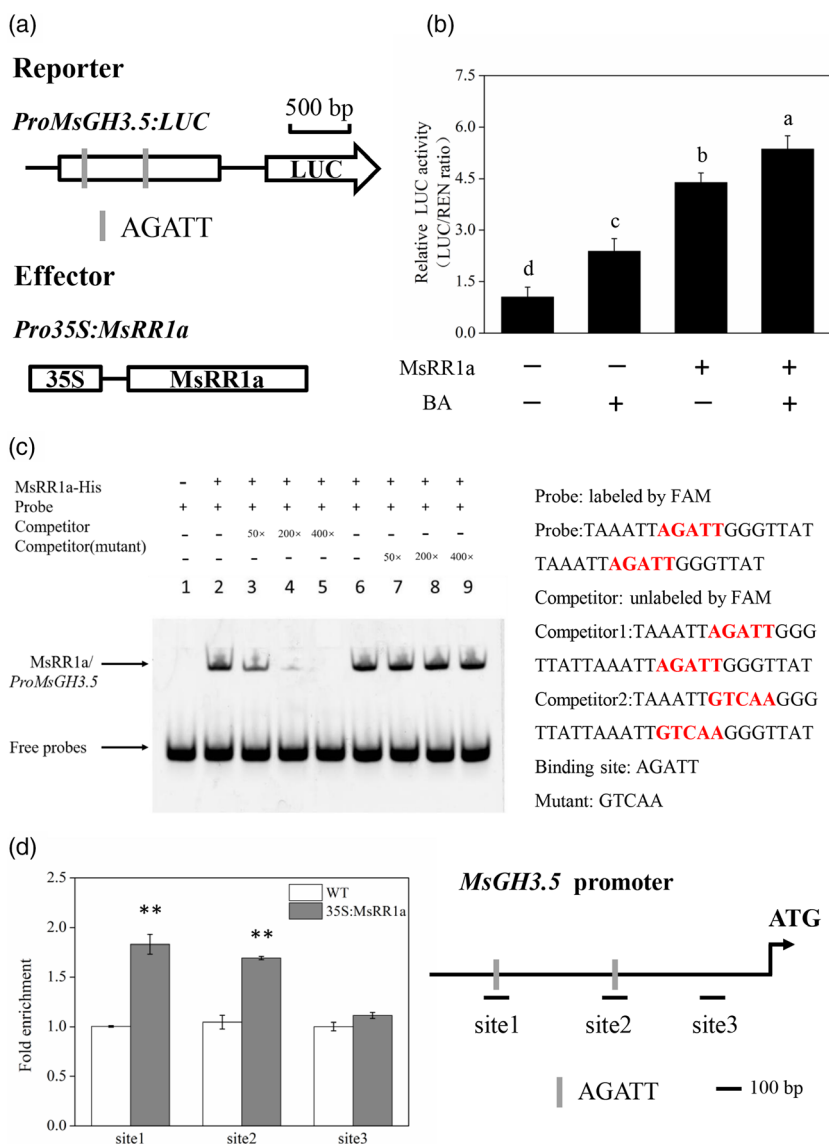 (a)
Reporter
ProMsGH3.5:LUC
500 bp
LUC
AGATT
Effector
Pro35S:MsRR1a
35S
MsRR1a
(b)
Relative LUC activity
(LUC/REN ratio)
7.5
6.0
4.5
3.0
1.5
0.0
d
c
b
a
MsRR1a − − + +
BA − + − +
(c)
MsRR1a-His - + + + + + + + +
Probe + + + + + + + + +
Competitor - - 50× 200× 400× - - - -
Competitor(mutant) - - - - - - 50× 200× 400×
1 2 3 4 5 6 7 8 9
MsRR1a/
ProMsGH3.5
Free probes
Probe: labeled by FAM
Probe:TAAATTAGATTGGGTTAT
TAAATTAGATTGGGTTAT
Competitor: unlabeled by FAM
Competitor1:TAAATTAGATTGGG
TTATTAAATTAGATTGGGTTAT
Competitor2:TAAATTGTCAAGGG
TTATTAAATTGTCAAGGGTTAT
Binding site: AGATT
Mutant: GTCAA
(d)
Fold enrichment
2.5
2.0
1.5
1.0
0.5
0.0
WT
35S:MsRR1a
**
**
site1
site2
site3
MsGH3.5 promoter
ATG
site1
site2
site3
AGATT
100 bp